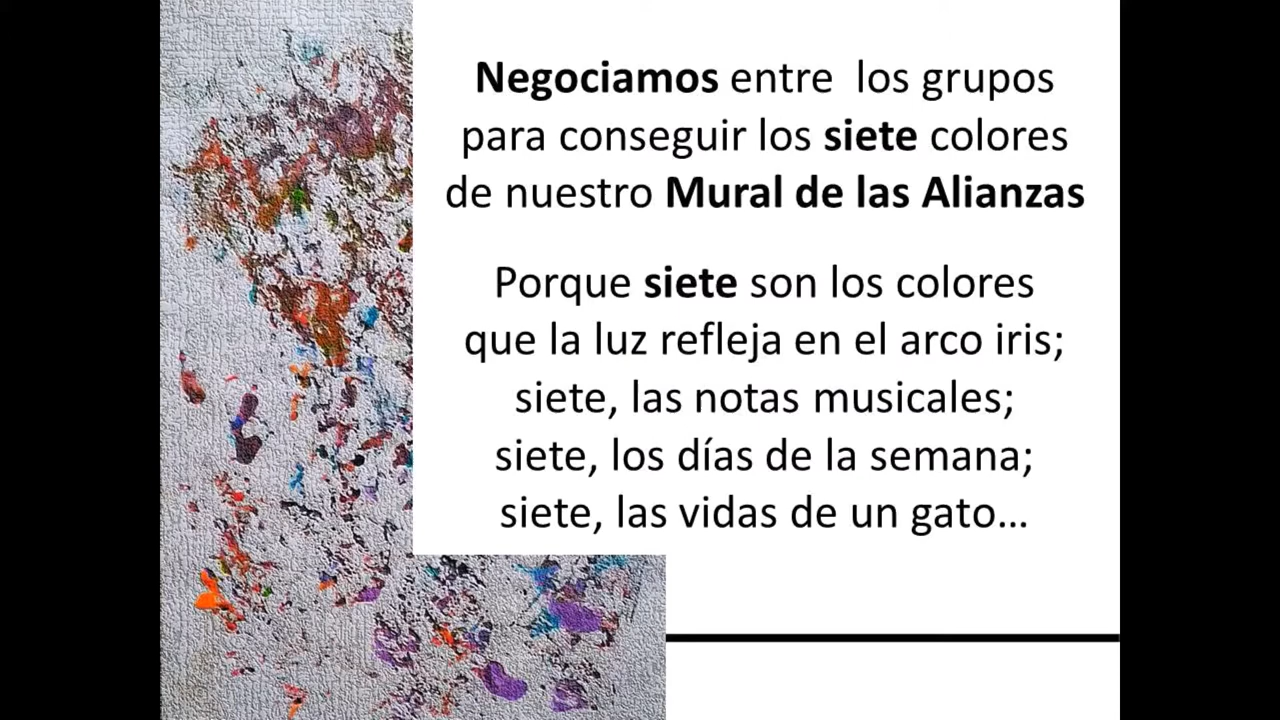 Negociamos entre los grupos
para conseguir los siete colores
de nuestro Mural de las Alianzas
Porque siete son los colores
que la luz refleja en el arco iris;
siete, las notas musicales;
siete, los días de la semana;
siete, las vidas de un gato…